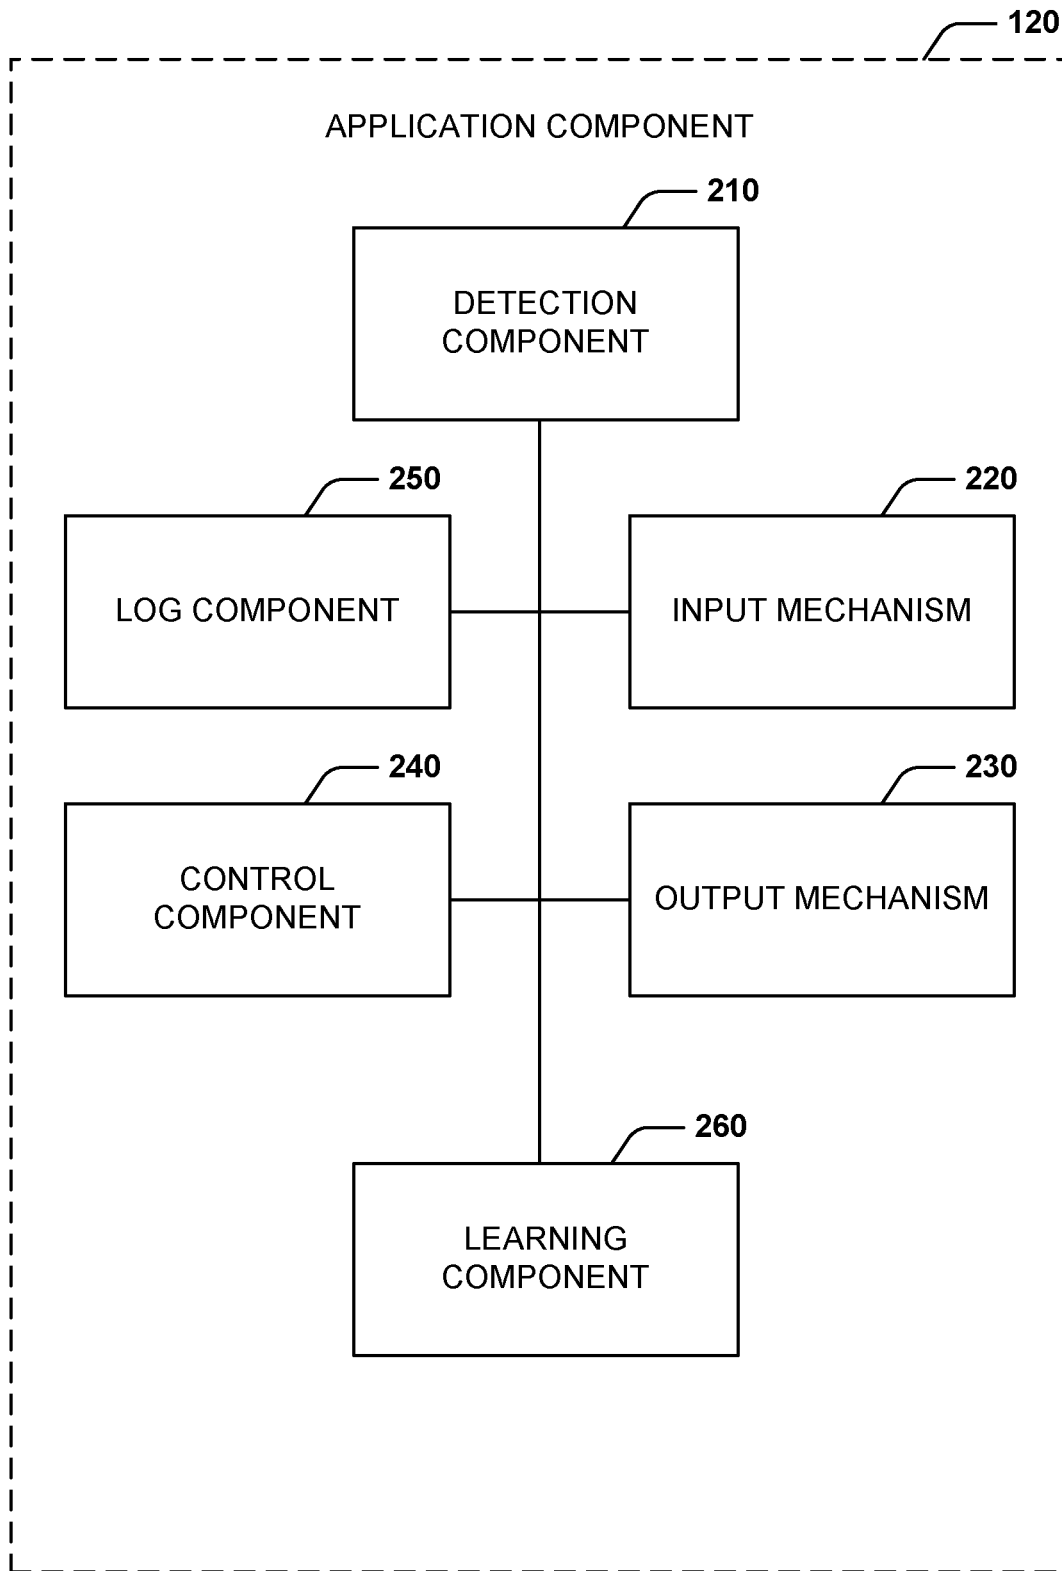 120
APPLICATION COMPONENT
210
DETECTION
COMPONENT
250
220
LOG COMPONENT
INPUT MECHANISM
240
230
CONTROL
COMPONENT
OUTPUT MECHANISM
260
LEARNING
COMPONENT